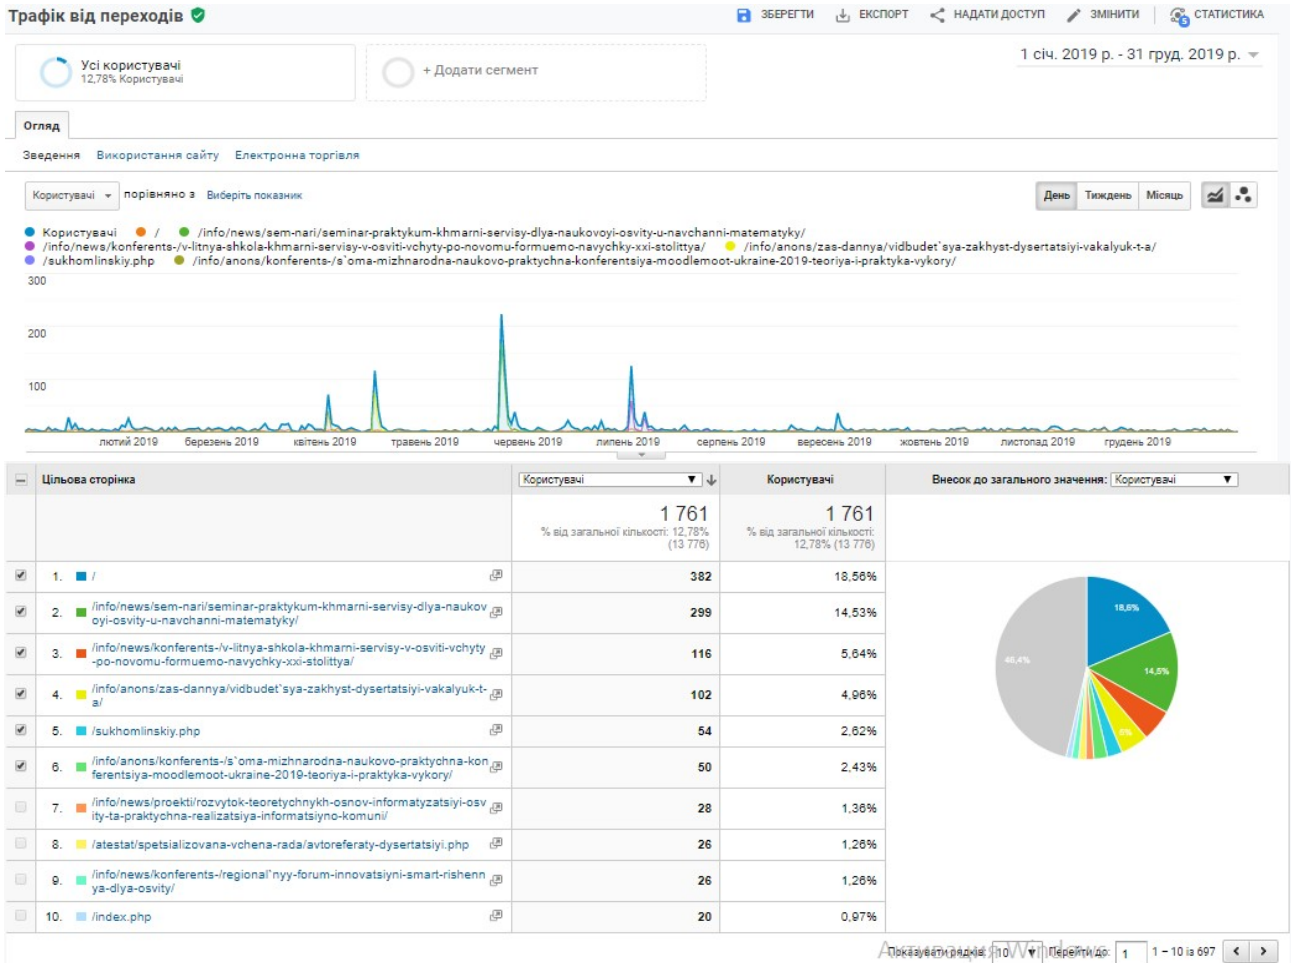 Трафік від переходів
ЗБЕРЕГТИ ЕКСПОРТ НАДАТИ ДОСТУП ЗМІНИТИ 5 СТАТИСТИКА
Усі користувачі
12,78% Користувачі
+ Додати сегмент
1 січ. 2019 р. - 31 груд. 2019 р.
Огляд
Зведення Використання сайту Електронна торгівля
Користувачі порівняно з Виберіть показник
День Тиждень Місяць
Користувачі / /info/news/sem-nari/seminar-praktykum-khmarni-servisy-dlya-naukovoyi-osvity-u-navchanni-matematyky/
/info/news/konferents-/v-litnya-shkola-khmarni-servisy-v-osviti-vchyty-po-novomu-formuemo-navychky-xxi-stolittya/ /info/anons/zas-dannya/vidbudet`sya-zakhyst-dysertatsiyi-vakalyuk-t-a/
/sukhomlinskiy.php /info/anons/konferents-/s`oma-mizhnarodna-naukovo-praktychna-konferentsiya-moodlemoot-ukraine-2019-teoriya-i-praktyka-vykory/
300
200
100
лютий 2019 березень 2019 квітень 2019 травень 2019 червень 2019 липень 2019 серпень 2019 вересень 2019 жовтень 2019 листопад 2019 грудень 2019
Цільова сторінка Користувачі Користувачі Внесок до загального значення: Користувачі
1 761 1 761
% від загальної кількості: 12,78% % від загальної кількості:
(13 776) 12,78% (13 776)
1. / 382 18,56%
2. /info/news/sem-nari/seminar-praktykum-khmarni-servisy-dlya-naukov
oyi-osvity-u-navchanni-matematyky/ 299 14,53%
3. /info/news/konferents-/v-litnya-shkola-khmarni-servisy-v-osviti-vchyty
-po-novomu-formuemo-navychky-xxi-stolittya/ 116 5,64%
4. /info/anons/zas-dannya/vidbudet`sya-zakhyst-dysertatsiyi-vakalyuk-t-
a/ 102 4,96%
5. /sukhomlinskiy.php 54 2,62%
6. /info/anons/konferents-/s`oma-mizhnarodna-naukovo-praktychna-kon
ferentsiya-moodlemoot-ukraine-2019-teoriya-i-praktyka-vykory/ 50 2,43%
7. /info/news/proekti/rozvytok-teoretychnykh-osnov-informatyzatsiyi-osv
ity-ta-praktychna-realizatsiya-informatsiyno-komuni/ 28 1,36%
8. /atestat/spetsializovana-vchena-rada/avtoreferaty-dysertatsiyi.php 26 1,26%
9. /info/news/konferents-/regional`nyy-forum-innovatsiyni-smart-rishenn
ya-dlya-osvity/ 26 1,26%
10. /index.php 20 0,97%
18,6%
14,5%
5%
46,4%
Активация Windows
Показувати рядків: 10 Перейти до: 1 1 – 10 із 697